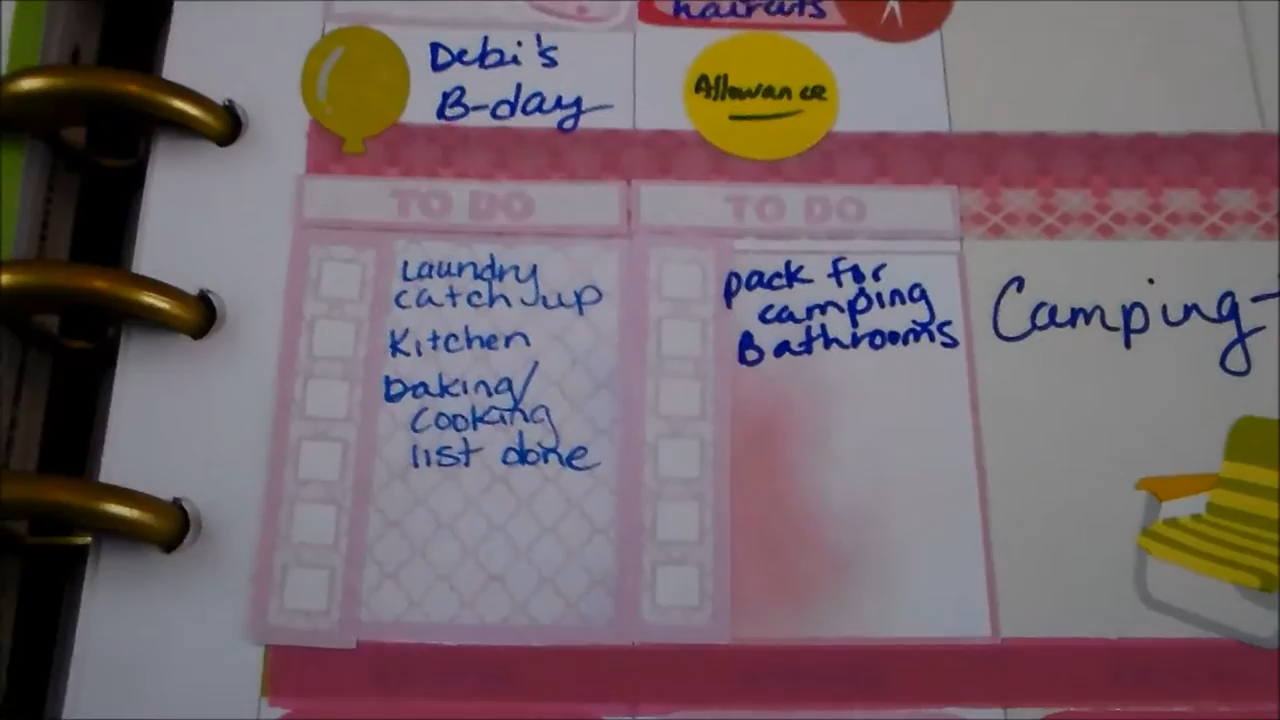 haircuts
Debi's
B-day
Allowance
TO DO
Laundry
catch up
Kitchen
baking/
cooking
list done
TO DO
pack for
camping
Bathrooms
Camping-